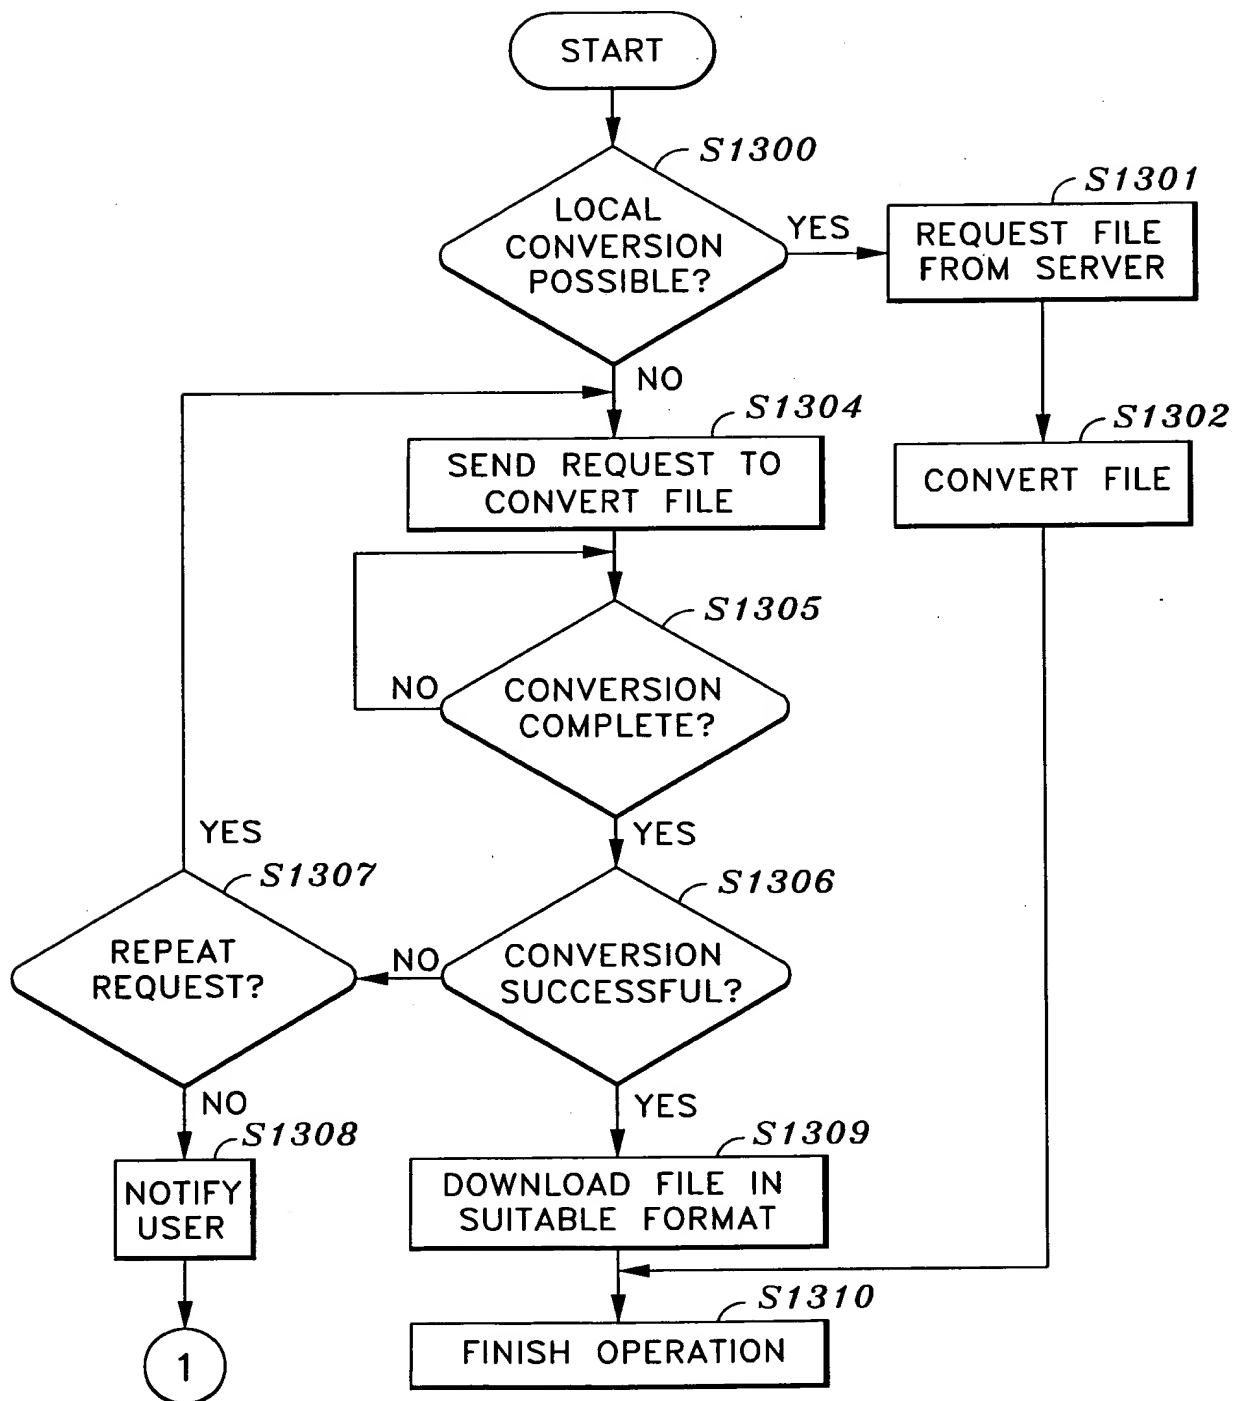 START
S1300
LOCAL
CONVERSION
POSSIBLE?
YES
S1301
REQUEST FILE
FROM SERVER
NO
S1304
SEND REQUEST TO
CONVERT FILE
S1302
CONVERT FILE
S1305
CONVERSION
COMPLETE?
NO
YES
S1306
CONVERSION
SUCCESSFUL?
NO
S1307
REPEAT
REQUEST?
YES
NO
S1308
NOTIFY
USER
1
YES
S1309
DOWNLOAD FILE IN
SUITABLE FORMAT
S1310
FINISH OPERATION